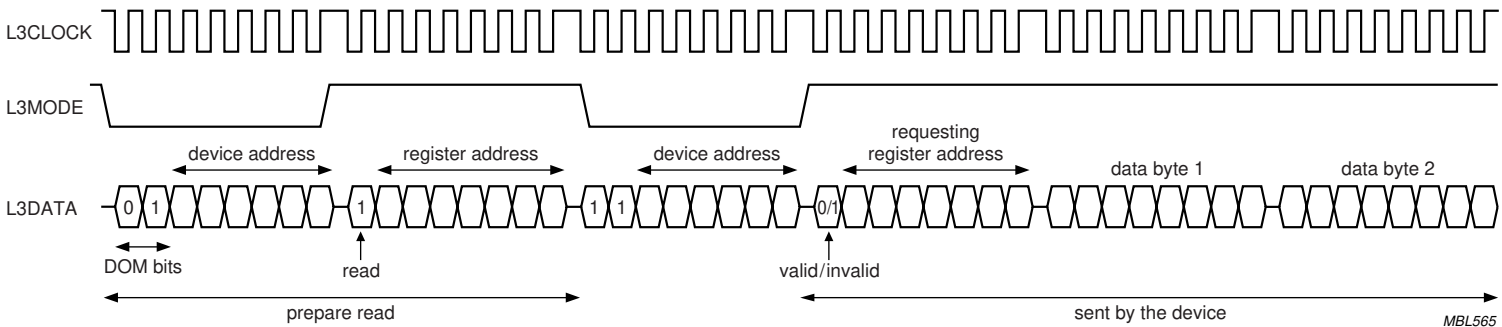 L3CLOCK
L3MODE
requesting
device address
register address
device address
register address
data byte 1
data byte 2
L3DATA
0
1
1
1
1
0/1
DOM bits
read
valid/invalid
prepare read
sent by the device
MBL565